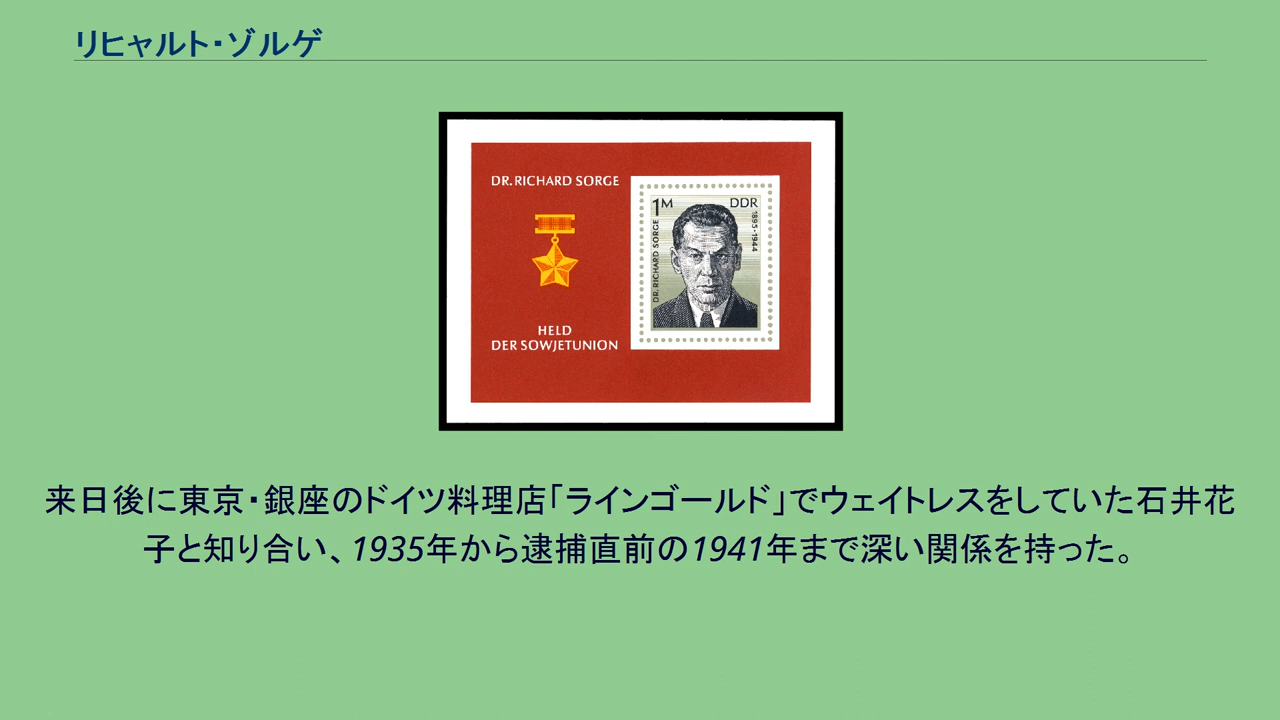 リヒャルト・ゾルゲ
DR. RICHARD SORGE
HELD
DER SOWJETUNION
1M
DDR
DR. RICHARD SORGE
1895-1944
来日後に東京・銀座のドイツ料理店「ラインゴールド」でウェイトレスをしていた石井花
子と知り合い、1935年から逮捕直前の1941年まで深い関係を持った。